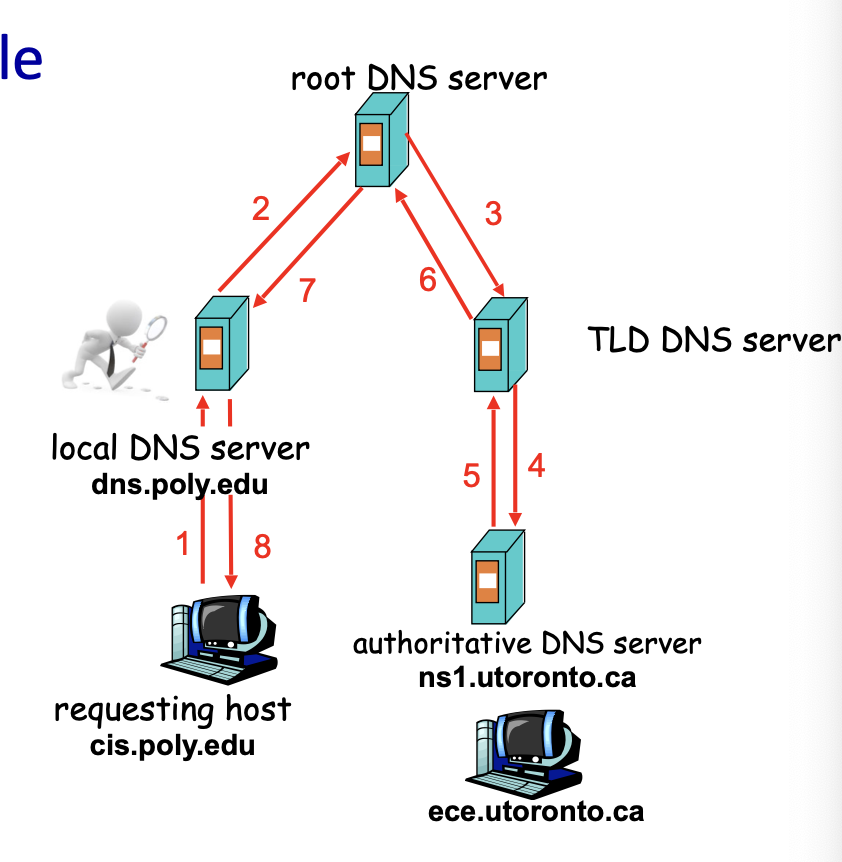 le
root DNS server
2
3
7
6
TLD DNS server
local DNS server
dns.poly.edu
5
4
1
8
authoritative DNS server
ns1.utoronto.ca
requesting host
cis.poly.edu
ece.utoronto.ca